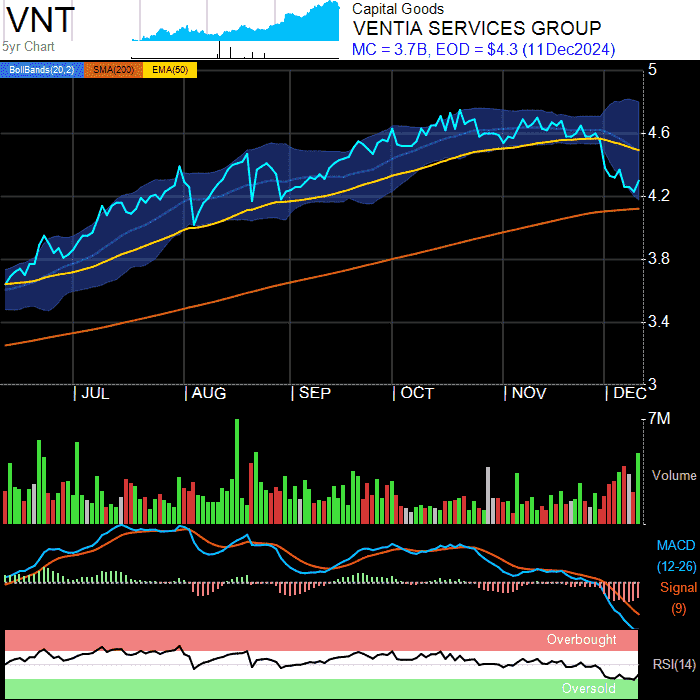 VNT
5yr Chart
Capital Goods
VENTIA SERVICES GROUP
MC = 3.7B, EOD = $4.3 (11Dec2024)
BollBands(20,2) SMA(200) EMA(50)
5
4.6
4.2
3.8
3.4
3
| JUL | AUG | SEP | OCT | NOV | DEC
7M
Volume
MACD
(12-26)
Signal
(9)
Overbought
RSI(14)
Oversold